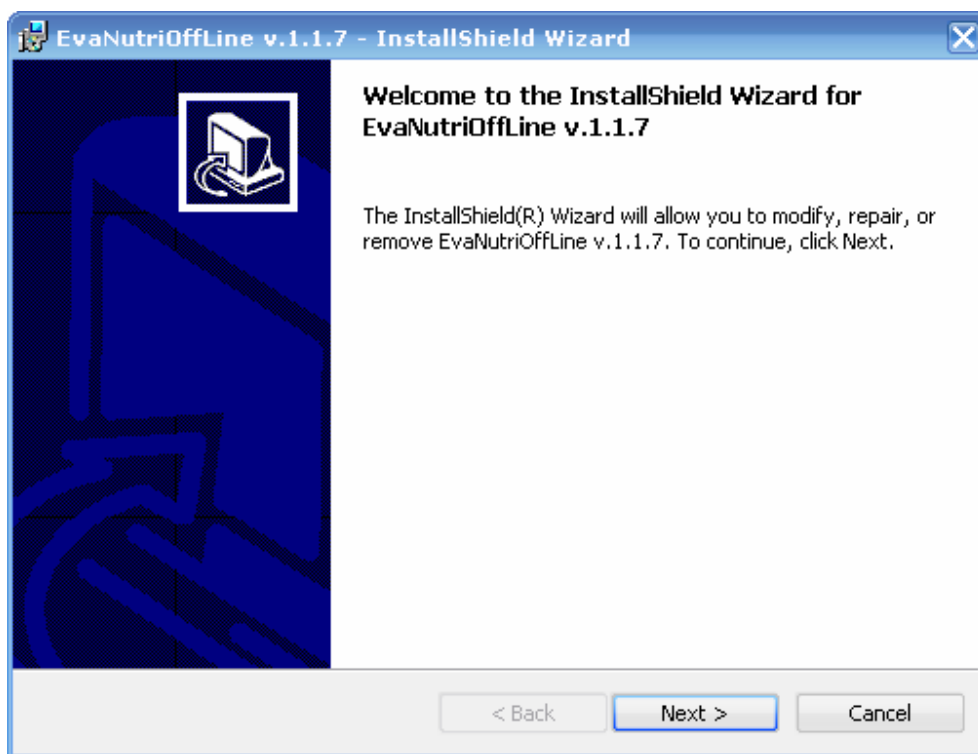 EvaNutriOffLine v.1.1.7 - InstallShield Wizard
Welcome to the InstallShield Wizard for
EvaNutriOffLine v.1.1.7
The InstallShield(R) Wizard will allow you to modify, repair, or
remove EvaNutriOffLine v.1.1.7. To continue, click Next.
< Back
Next >
Cancel